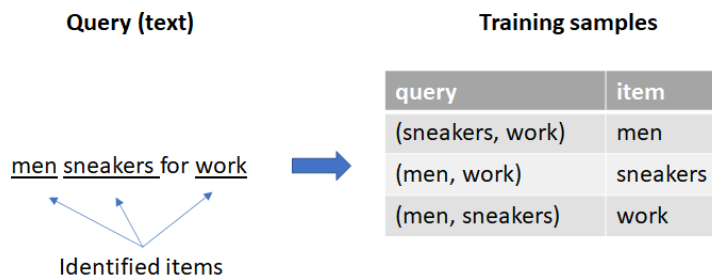 Query (text)
Training samples
men sneakers for work
Identified items
query item
(sneakers, work) men
(men, work) sneakers
(men, sneakers) work